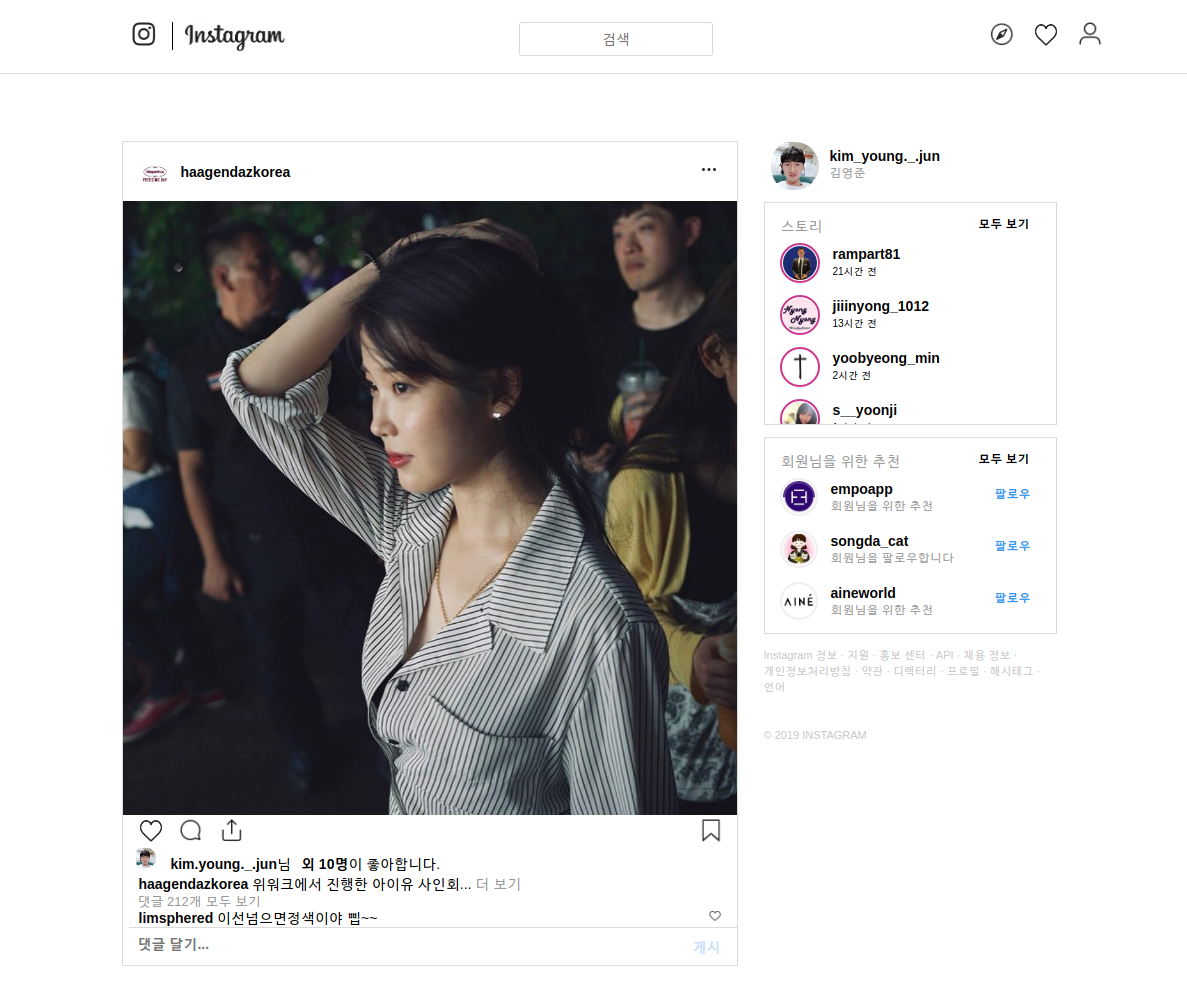 Instagram
검색
haagendazkorea
kim_young._.jun
김영준
스토리
모두 보기
rampart81
21시간 전
jiiinyong_1012
13시간 전
yoobyeong_min
2시간 전
s__yoonji
회원님을 위한 추천
모두 보기
empoapp
회원님을 위한 추천
팔로우
songda_cat
회원님을 팔로우합니다
팔로우
AINÉ
aineworld
회원님을 위한 추천
팔로우
Instagram 정보 · 지원 · 홍보 센터 · API · 채용 정보 ·
개인정보처리방침 · 약관 · 디렉터리 · 프로필 · 해시태그 ·
언어
© 2019 INSTAGRAM
kim.young._.jun님 외 10명이 좋아합니다.
haagendazkorea 위워크에서 진행한 아이유 사인회... 더 보기
댓글 212개 모두 보기
limsphered 이선넘으면정색이야 삡~~
댓글 달기...
게시